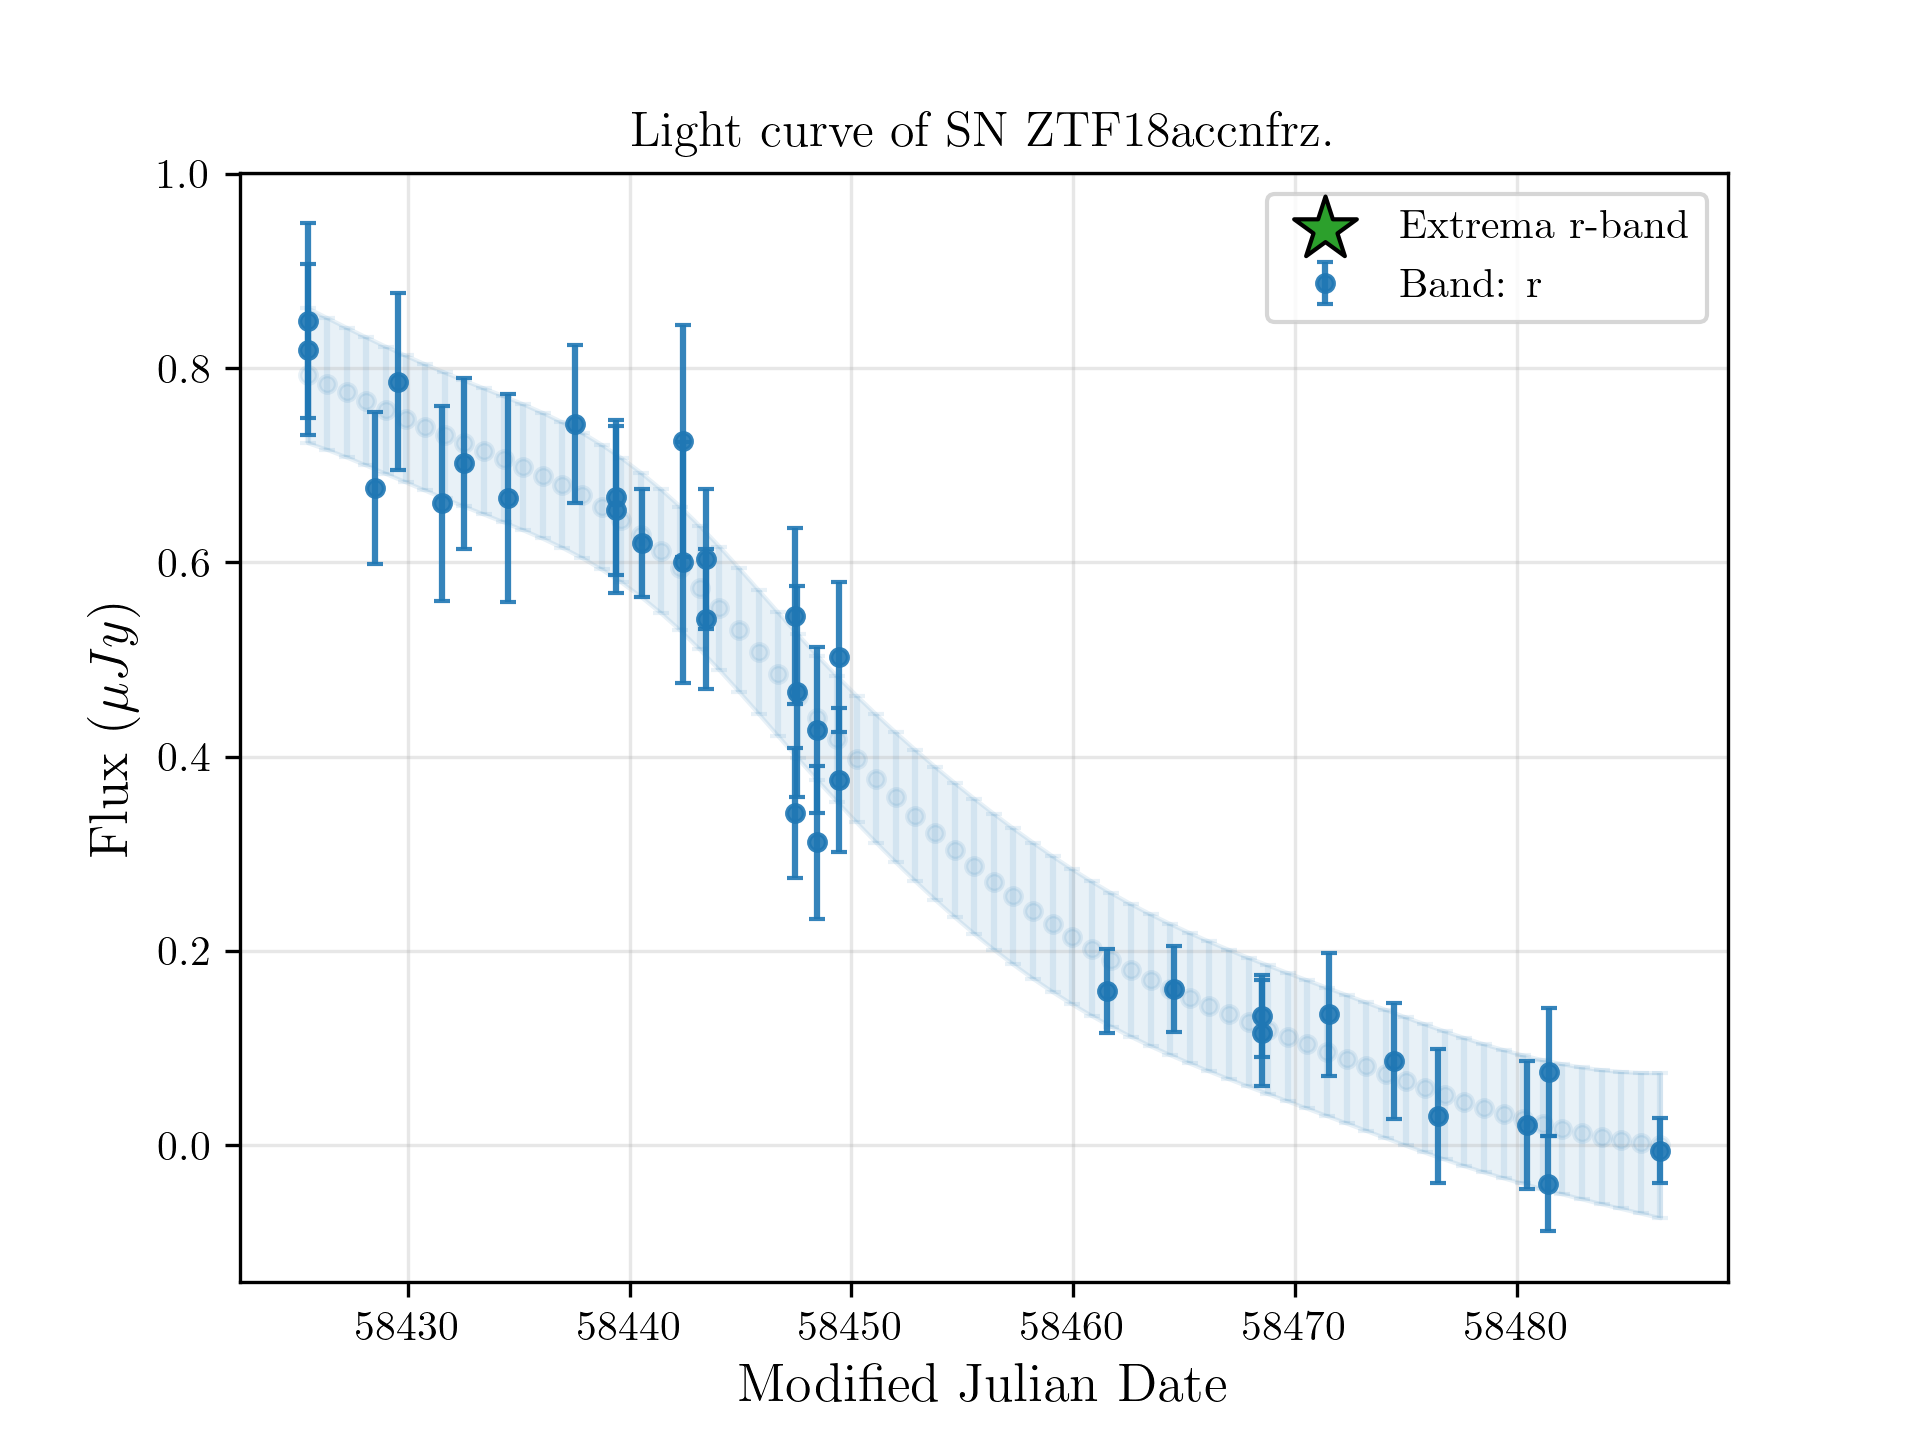 Light curve of SN ZTF18accnfrz.
Extrema r-band
Band: r
Flux (μJy)
1.0
0.8
0.6
0.4
0.2
0.0
58430 58440 58450 58460 58470 58480
Modified Julian Date